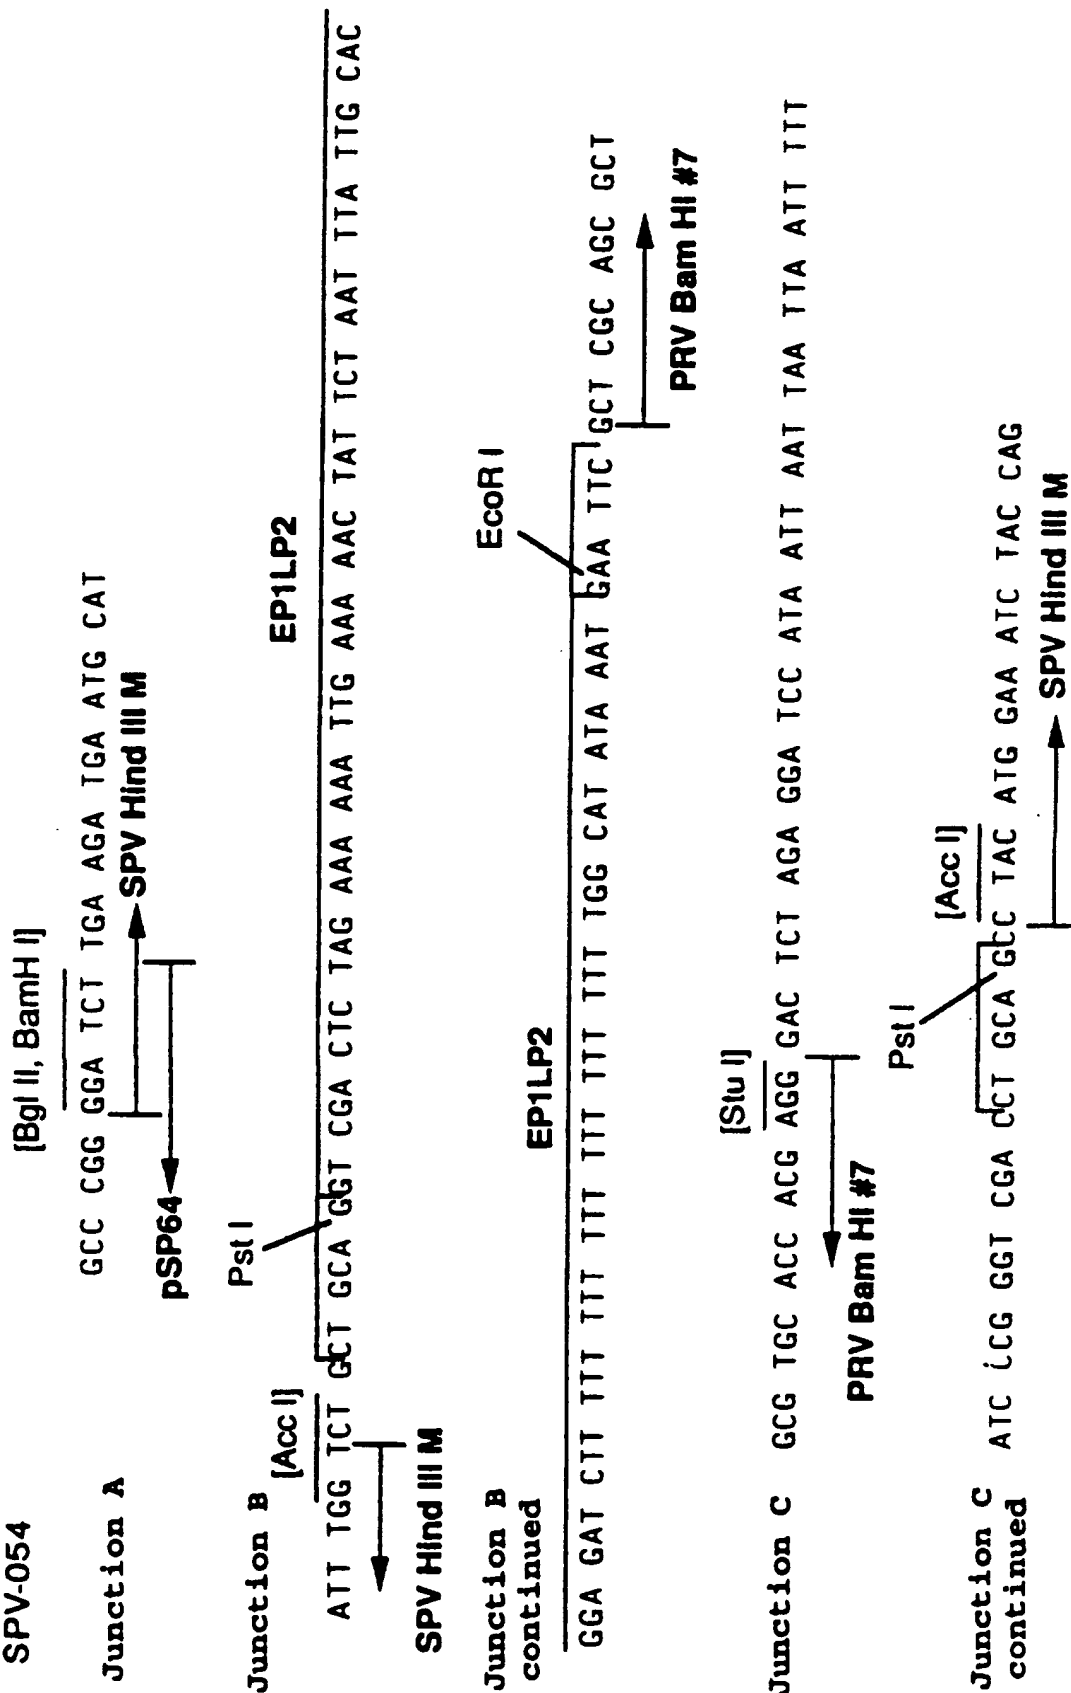 SPV-054
[Bgl II, BamH I]
Junction A
GCC CGG GGA TCT TGA AGA TGA ATG CAT
SPV Hind III M
pSP64
Pst I
EP1LP2
Junction B
[Acc I]
ATT TGG TCT GCT GCA GGT CGA CTC TAG AAA AAA TTG AAA AAC TAT TCT AAT TTA TTG CAC
SPV Hind III M
EcoR I
Junction B
continued
EP1LP2
GGA GAT CTT TTT TTT TTT TTT TTT TTT TGG CAT ATA AAT GAA TTC GCT CGC AGC GCT
PRV Bam HI #7
[Stu I]
Junction C
GCG TGC ACC ACG AGG GAC TCT AGA GGA TCC ATA ATT AAT TAA TTA ATT TTT
PRV Bam HI #7
Pst I
[Acc I]
Junction C
continued
ATC CGG GGT CGA CCT GCA GCC TAC ATG GAA ATC TAC CAG
SPV Hind III M